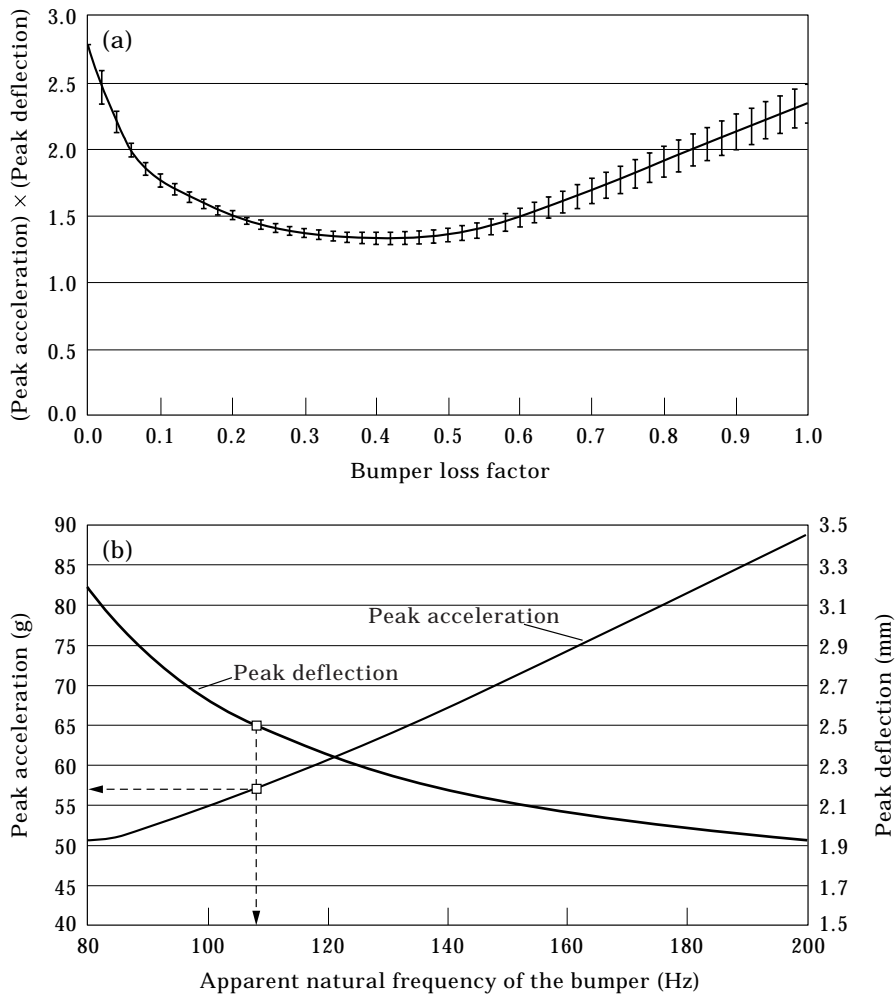 (a)
(Peak acceleration) × (Peak deflection)
3.0
2.5
2.0
1.5
1.0
0.5
0.0
0.0 0.1 0.2 0.3 0.4 0.5 0.6 0.7 0.8 0.9 1.0
Bumper loss factor
(b)
Peak acceleration (g)
90
85
80
75
70
65
60
55
50
45
40
Peak acceleration
Peak deflection
3.5
3.3
3.1
2.9
2.7
2.5
2.3
2.1
1.9
1.7
1.5
Peak deflection (mm)
80 100 120 140 160 180 200
Apparent natural frequency of the bumper (Hz)